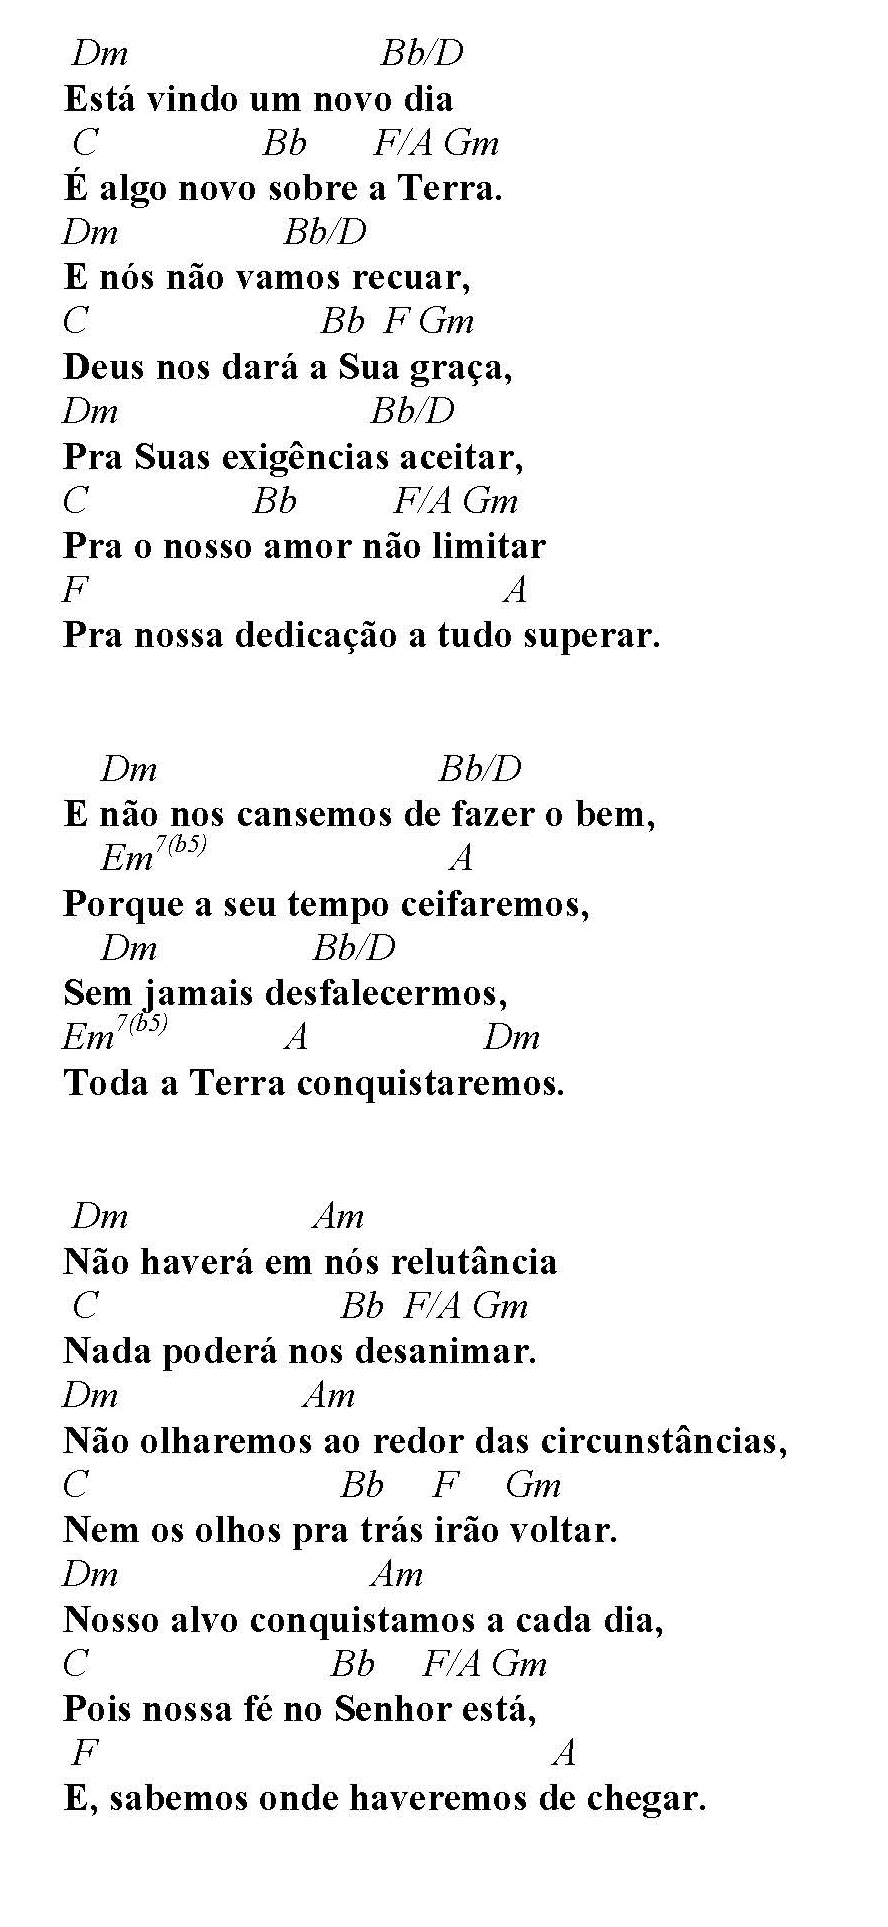 Dm Bb/D
Está vindo um novo dia
C Bb F/A Gm
É algo novo sobre a Terra.
Dm Bb/D
E nós não vamos recuar,
C Bb F Gm
Deus nos dará a Sua graça,
Dm Bb/D
Pra Suas exigências aceitar,
C Bb F/A Gm
Pra o nosso amor não limitar
F A
Pra nossa dedicação a tudo superar.
Dm Bb/D
E não nos cansemos de fazer o bem,
Em7(b5) A
Porque a seu tempo ceifaremos,
Dm Bb/D
Sem jamais desfalecermos,
Em7(b5) A Dm
Toda a Terra conquistaremos.
Dm Am
Não haverá em nós relutância
C Bb F/A Gm
Nada poderá nos desanimar.
Dm Am
Não olharemos ao redor das circunstâncias,
C Bb F Gm
Nem os olhos pra trás irão voltar.
Dm Am
Nosso alvo conquistamos a cada dia,
C Bb F/A Gm
Pois nossa fé no Senhor está,
F A
E, sabemos onde haveremos de chegar.